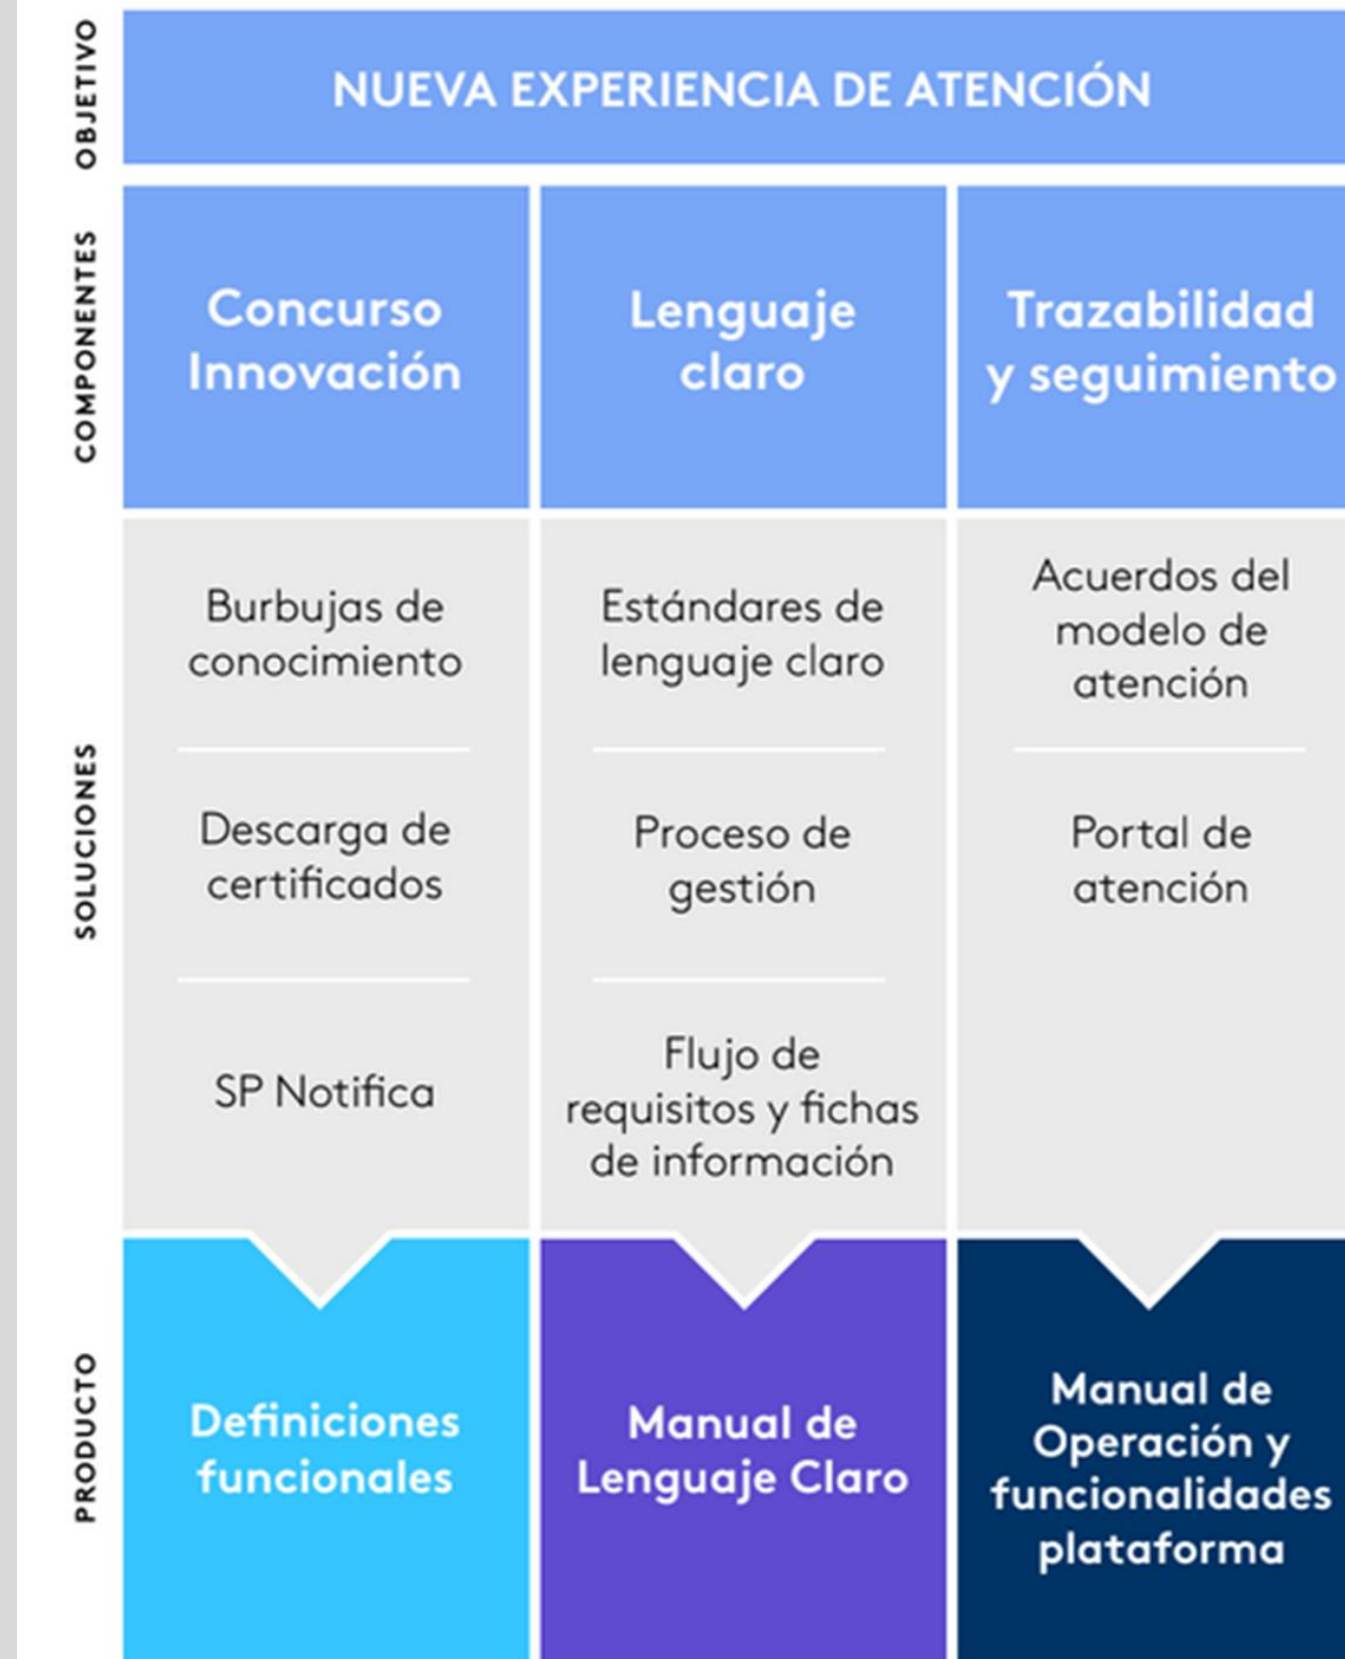 OBJETIVO
NUEVA EXPERIENCIA DE ATENCIÓN
COMPONENTES
Concurso
Innovación
Lenguaje
claro
Trazabilidad
y seguimiento
SOLUCIONES
Burbujas de
conocimiento
Descarga de
certificados
SP Notifica
Estándares de
lenguaje claro
Proceso de
gestión
Flujo de
requisitos y fichas
de información
Acuerdos del
modelo de
atención
Portal de
atención
PRODUCTO
Definiciones
funcionales
Manual de
Lenguaje Claro
Manual de
Operación y
funcionalidades
plataforma